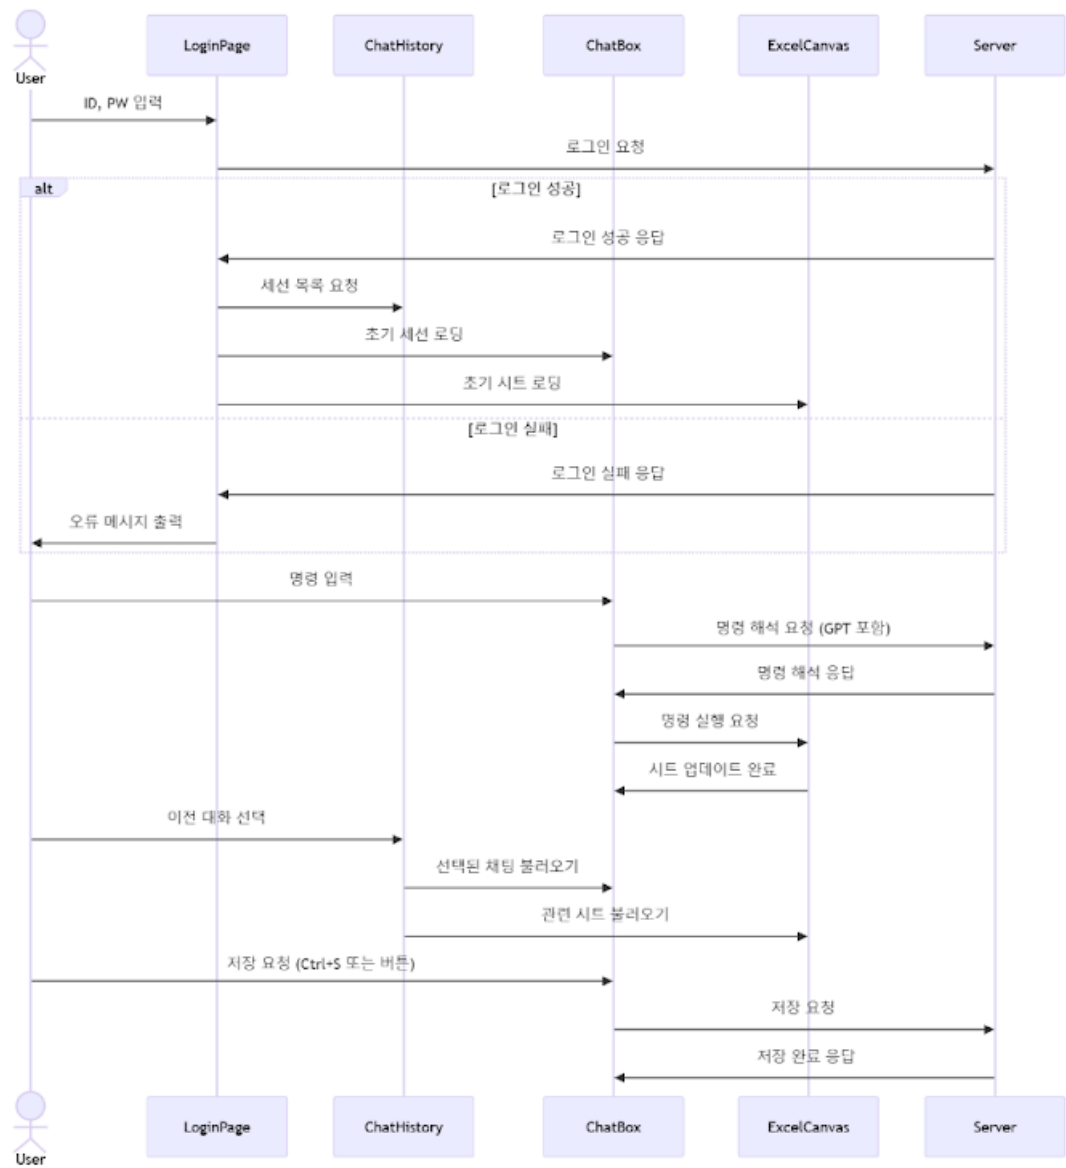 User
LoginPage
ChatHistory
ChatBox
ExcelCanvas
Server
ID, PW 입력
로그인 요청
alt
[로그인 성공]
로그인 성공 응답
세션 목록 요청
초기 세션 로딩
초기 시트 로딩
[로그인 실패]
로그인 실패 응답
오류 메시지 출력
명령 입력
명령 해석 요청 (GPT 포함)
명령 해석 응답
명령 실행 요청
시트 업데이트 완료
이전 대화 선택
선택된 채팅 불러오기
관련 시트 불러오기
저장 요청 (Ctrl+S 또는 버튼)
저장 요청
저장 완료 응답
User
LoginPage
ChatHistory
ChatBox
ExcelCanvas
Server